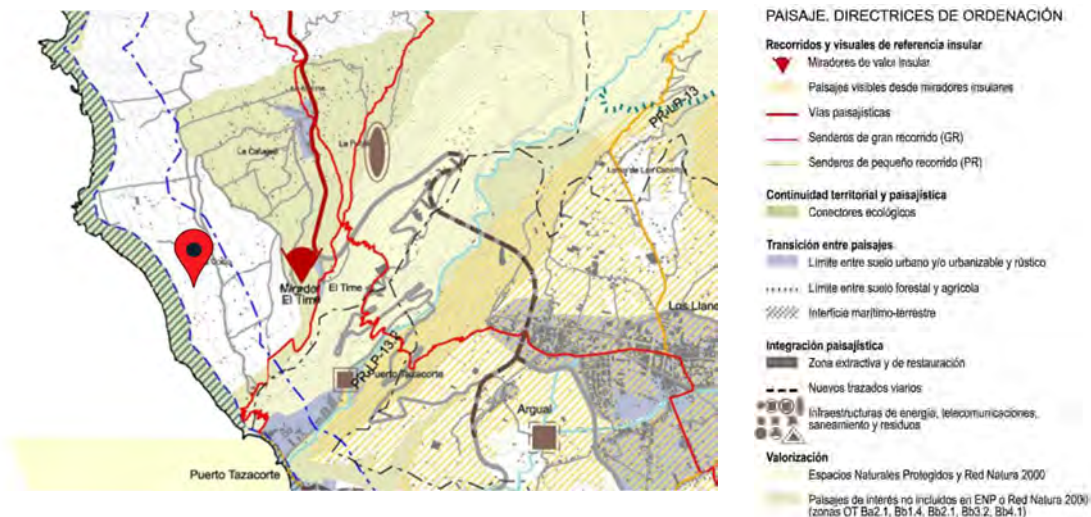 PR-LP-13
La Punta
Mirador
El Time
El Time
Los Llano
PR-LP-13.
Puerto Tazacorte
Argual
Puerto Tazacorte
PAISAJE. DIRECTRICES DE ORDENACIÓN
Recorridos y visuales de referencia insular
Miradores de valor insular
Paisajes visibles desde miradores insulares
Vías paisajísticas
Senderos de gran recorrido (GR)
Senderos de pequeño recorrido (PR)
Continuidad territorial y paisajística
Conectores ecológicos
Transición entre paisajes
Límite entre suelo urbano y/o urbanizable y rústico
Límite entre suelo forestal y agrícola
Interficie marítimo-terrestre
Integración paisajística
Zona extractiva y de restauración
Nuevos trazados viarios
Infraestructuras de energía, telecomunicaciones,
saneamiento y residuos
Valorización
Espacios Naturales Protegidos y Red Natura 2000
Paisajes de interés no incluidos en ENP o Red Natura 2000
(zonas OT Ba2.1, Bb1.4, Bb2.1, Bb3.2, Bb4.1)